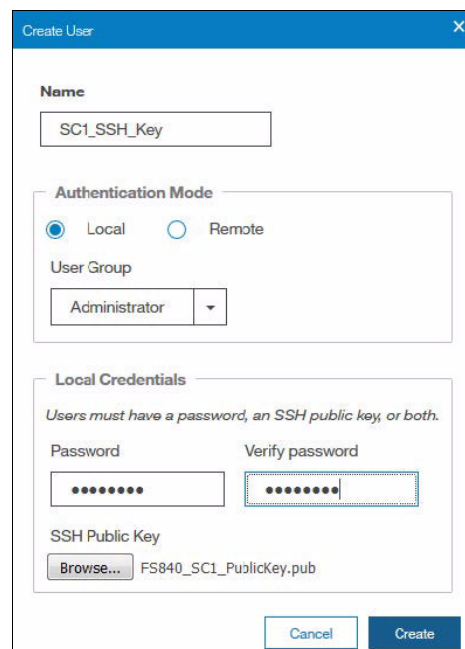 Create User
Name
SC1_SSH_Key
Authentication Mode
Local Remote
User Group
Administrator
Local Credentials
Users must have a password, an SSH public key, or both.
Password Verify password
●●●●●●●● ●●●●●●●●
SSH Public Key
Browse... FS840_SC1_PublicKey.pub
Cancel Create